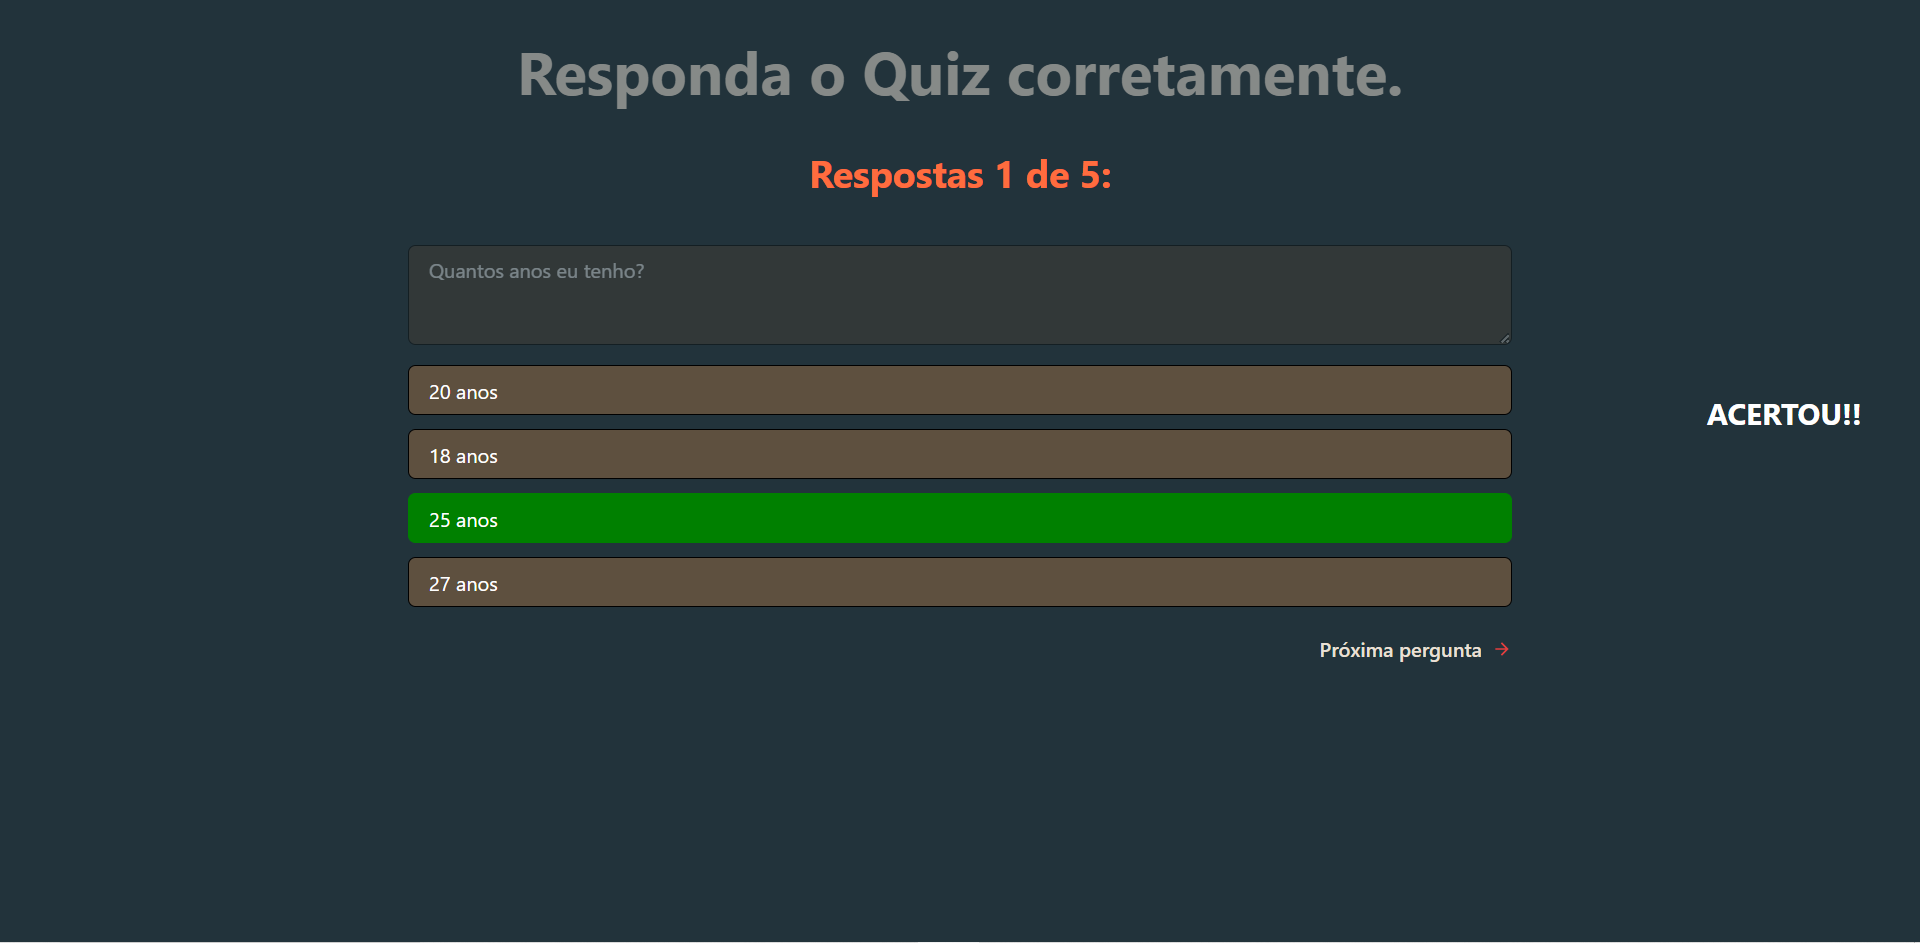 Responda o Quiz corretamente.
Respostas 1 de 5:
Quantos anos eu tenho?
20 anos
18 anos
25 anos
27 anos
ACERTOU!!
Próxima pergunta